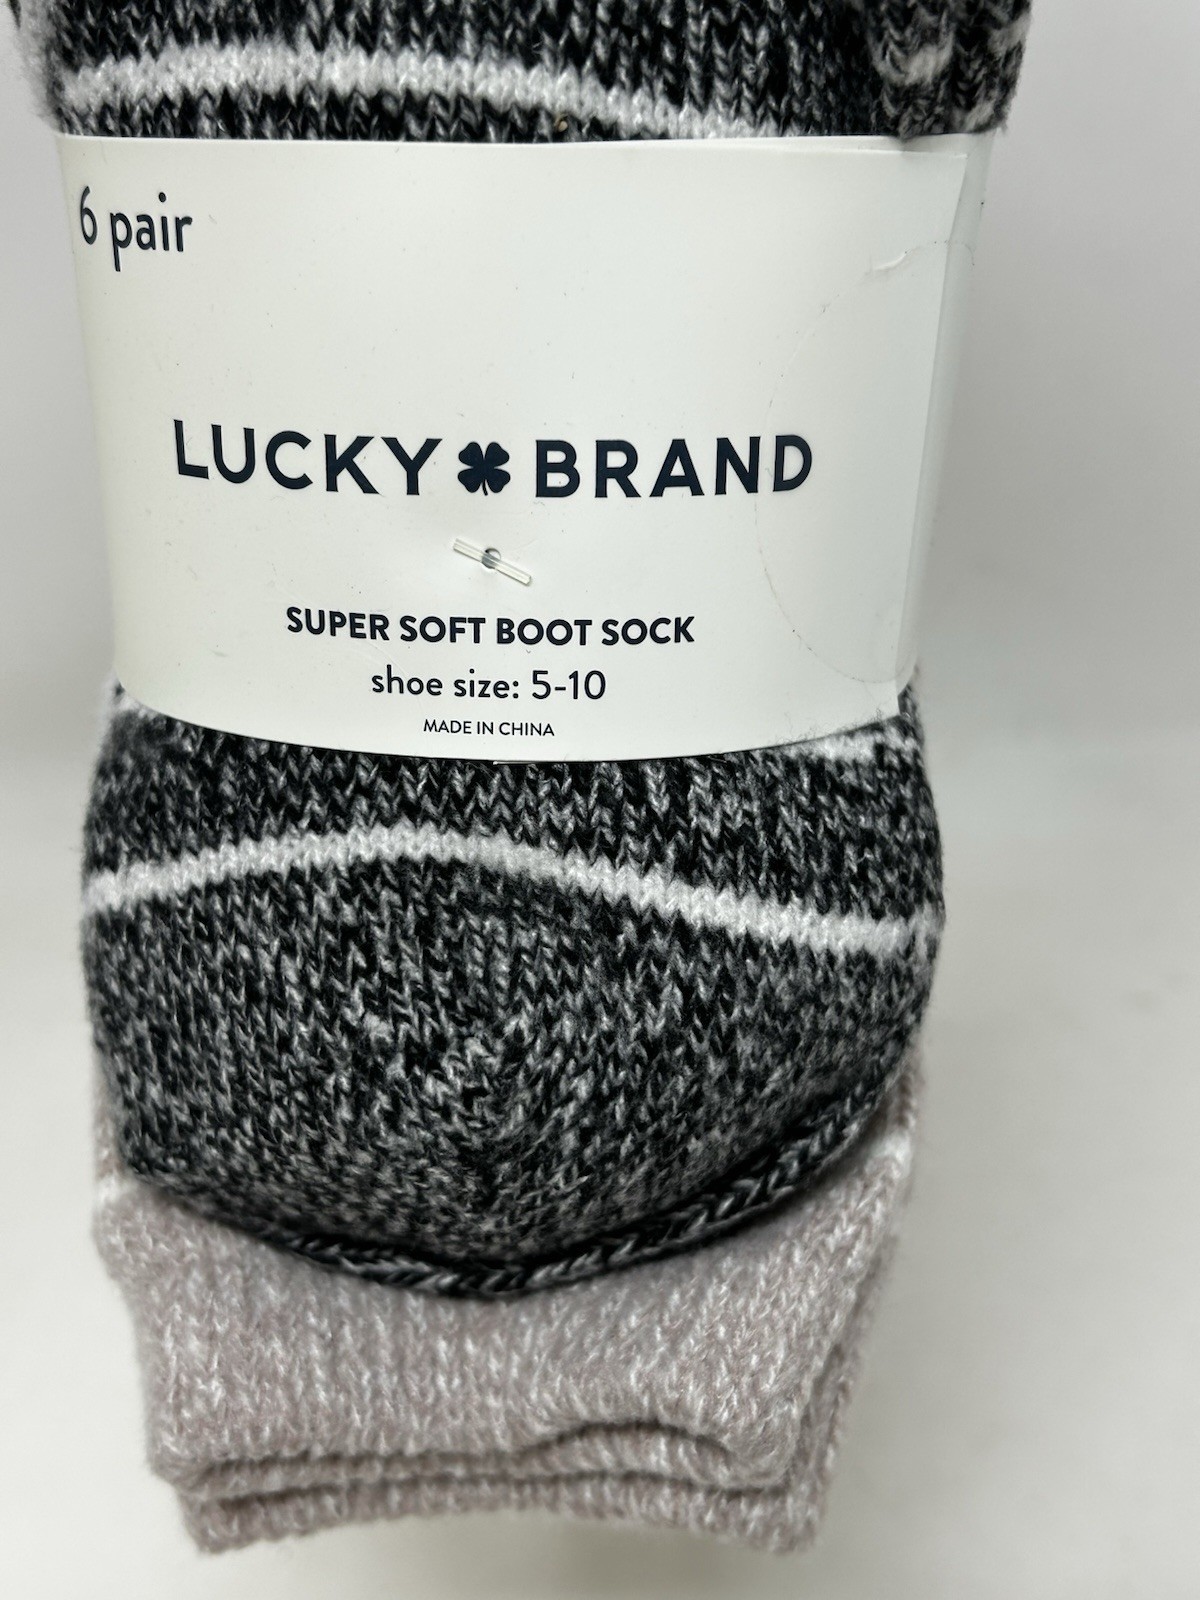 6 pair
LUCKY BRAND
SUPER SOFT BOOT SOCK
shoe size: 5-10
MADE IN CHINA